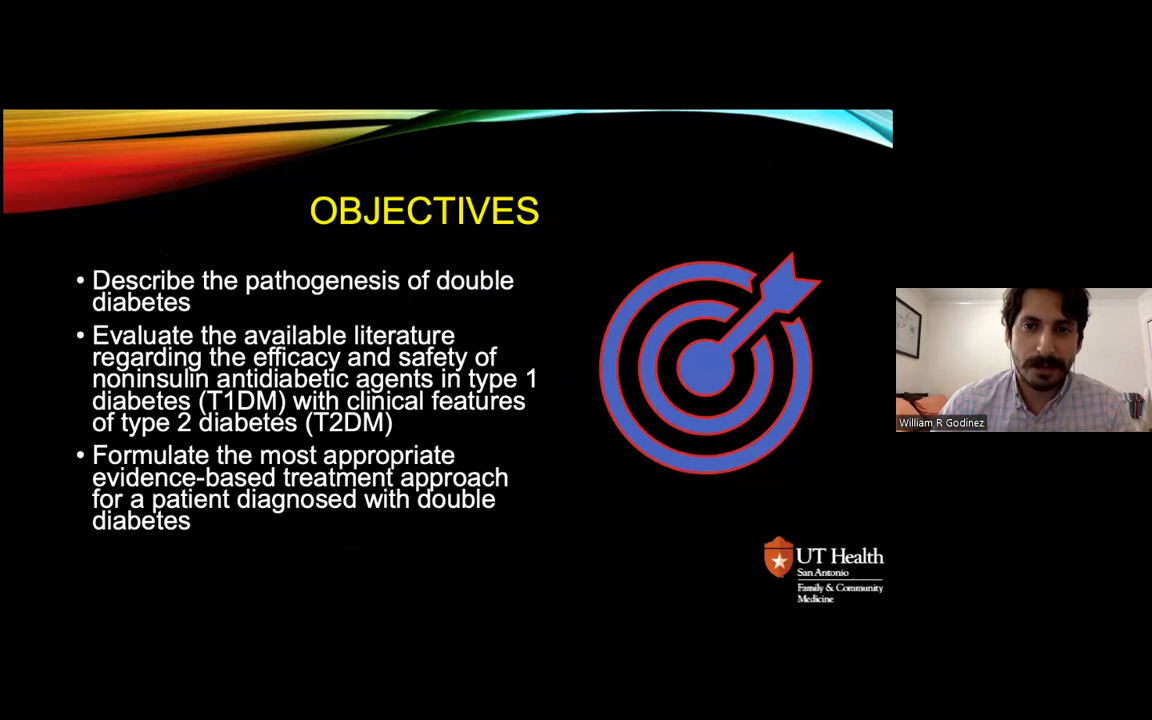 OBJECTIVES
• Describe the pathogenesis of double
diabetes
• Evaluate the available literature
regarding the efficacy and safety of
noninsulin antidiabetic agents in type 1
diabetes (T1DM) with clinical features
of type 2 diabetes (T2DM)
• Formulate the most appropriate
evidence-based treatment approach
for a patient diagnosed with double
diabetes
William R Godinez
UT Health
San Antonio
Family & Community
Medicine